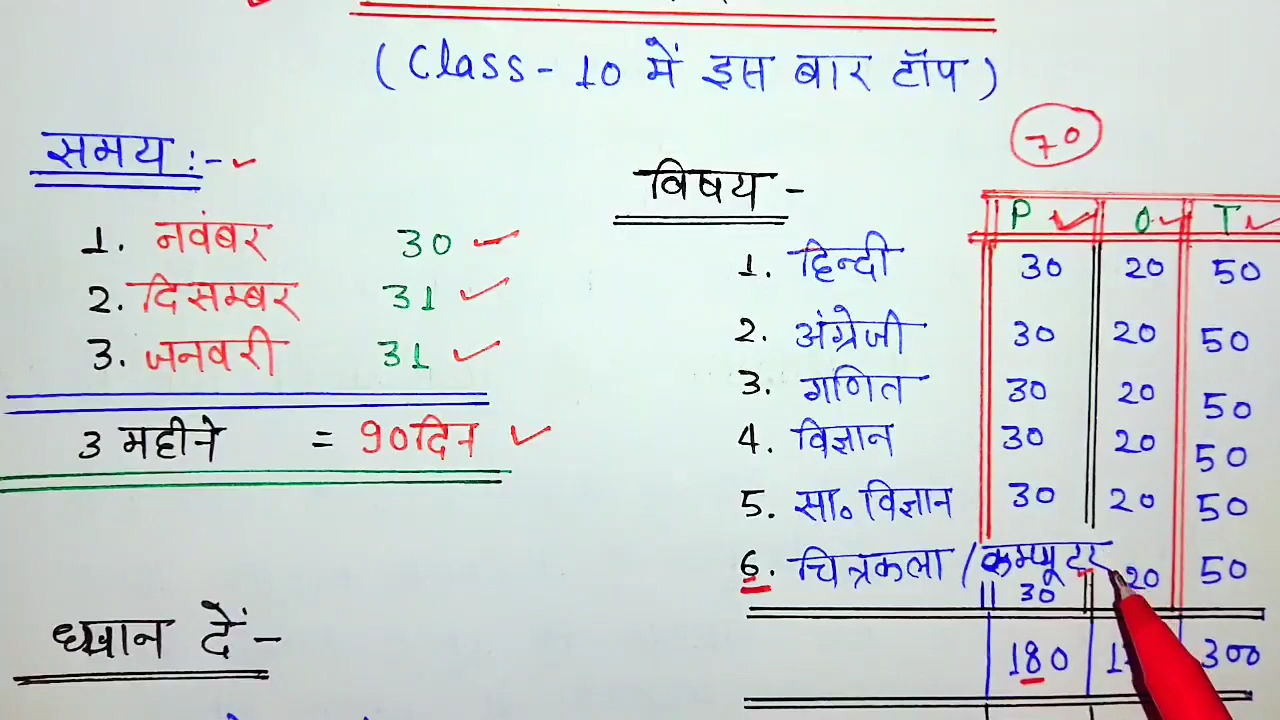 (Class - 10 में इस बार टॉप)
समय :-
1. नवंबर 30
2. दिसम्बर 31
3. जनवरी 31
3 महीने = 90 दिन
ध्यान दें -
70
विषय - P O T
1. हिन्दी 30 20 50
2. अंग्रेजी 30 20 50
3. गणित 30 20 50
4. विज्ञान 30 20 50
5. सा० विज्ञान 30 20 50
6. चित्रकला / कम्प्यूटर 30 20 50
180 300